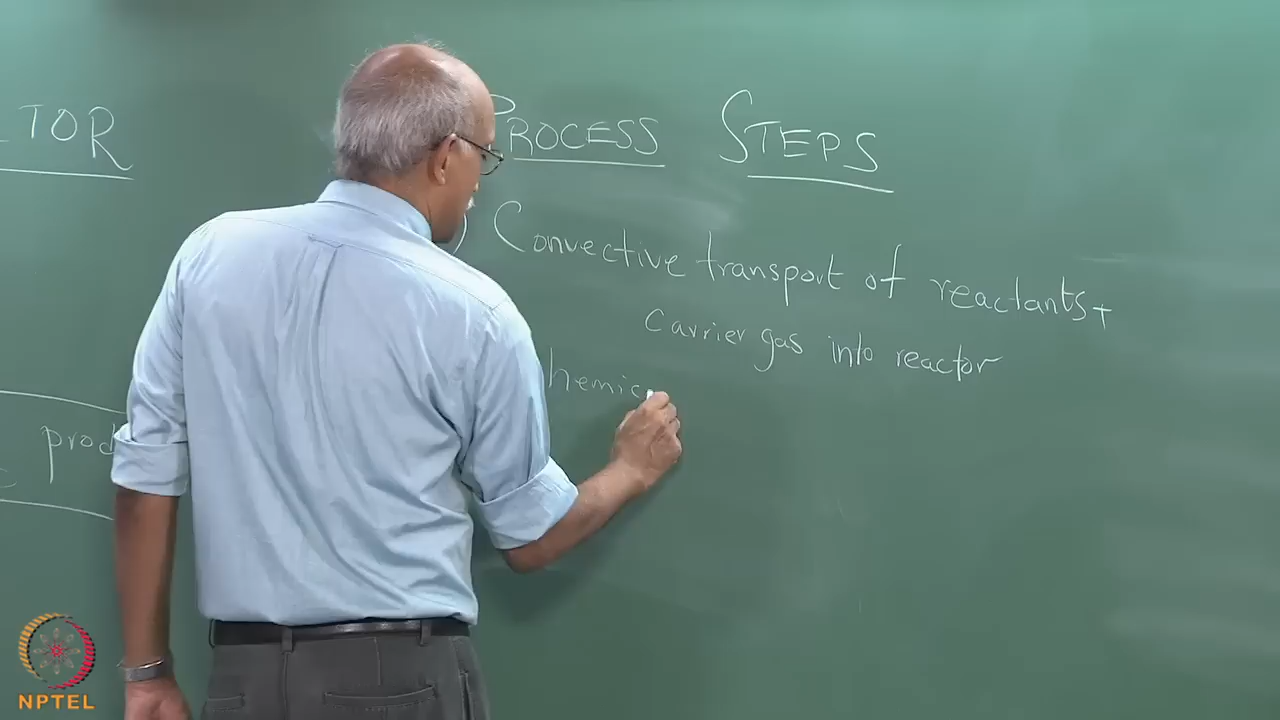 TOR
PROCESS STEPS
) Convective transport of reactants +
carrier gas into reactor
hemic
prod
NPTEL